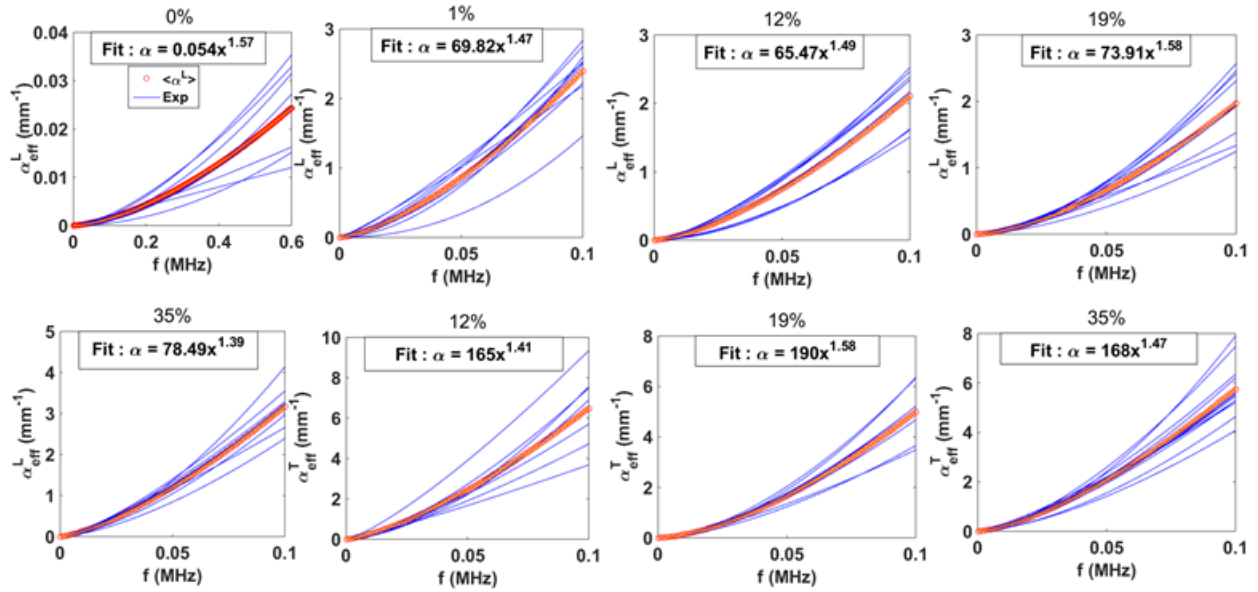 0%
0.04
0.03
0.02
0.01
0
α_eff^L (mm^-1)
Fit : α = 0.054x^1.57
<α^L>
Exp
0 0.2 0.4 0.6
f (MHz)
1%
3
2
1
0
α_eff^L (mm^-1)
Fit : α = 69.82x^1.47
0 0.05 0.1
f (MHz)
12%
3
2
1
0
α_eff^L (mm^-1)
Fit : α = 65.47x^1.49
0 0.05 0.1
f (MHz)
19%
3
2
1
0
α_eff^L (mm^-1)
Fit : α = 73.91x^1.58
0 0.05 0.1
f (MHz)
35%
5
4
3
2
1
0
α_eff^L (mm^-1)
Fit : α = 78.49x^1.39
0 0.05 0.1
f (MHz)
12%
10
8
6
4
2
0
α_eff^T (mm^-1)
Fit : α = 165x^1.41
0 0.05 0.1
f (MHz)
19%
8
6
4
2
0
α_eff^T (mm^-1)
Fit : α = 190x^1.58
0 0.05 0.1
f (MHz)
35%
8
6
4
2
0
α_eff^T (mm^-1)
Fit : α = 168x^1.47
0 0.05 0.1
f (MHz)